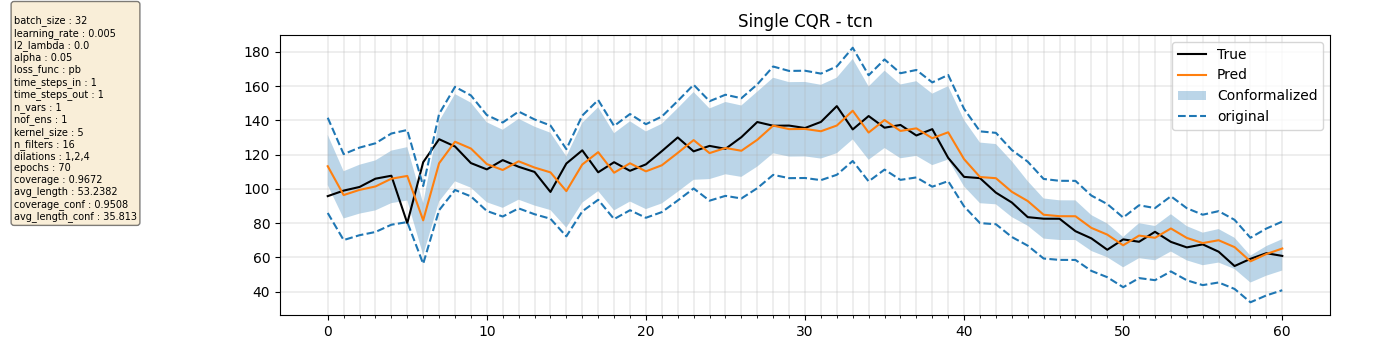 batch_size : 32
learning_rate : 0.005
l2_lambda : 0.0
alpha : 0.05
loss_func : pb
time_steps_in : 1
time_steps_out : 1
n_vars : 1
nof_ens : 1
kernel_size : 5
n_filters : 16
dilations : 1,2,4
epochs : 70
coverage : 0.9672
avg_length : 53.2382
coverage_conf : 0.9508
avg_length_conf : 35.813
Single CQR - tcn
180
160
140
120
100
80
60
40
0 10 20 30 40 50 60
True
Pred
Conformalized
original